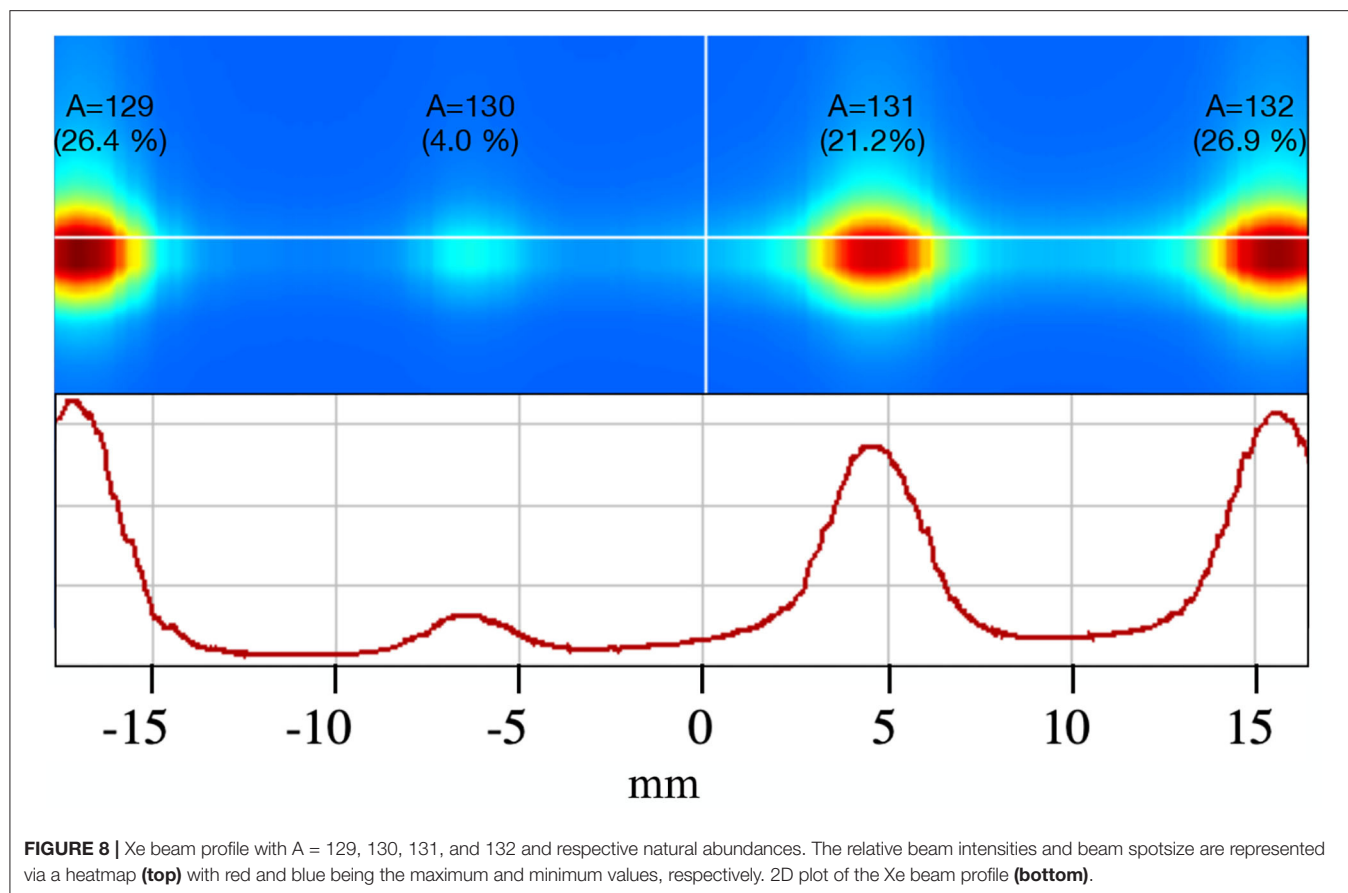 A=129 A=130 A=131 A=132
(26.4 %) (4.0 %) (21.2%) (26.9 %)
-15 -10 -5 0 5 10 15
mm
FIGURE 8 | Xe beam profile with A = 129, 130, 131, and 132 and respective natural abundances. The relative beam intensities and beam spotsize are represented
via a heatmap (top) with red and blue being the maximum and minimum values, respectively. 2D plot of the Xe beam profile (bottom).